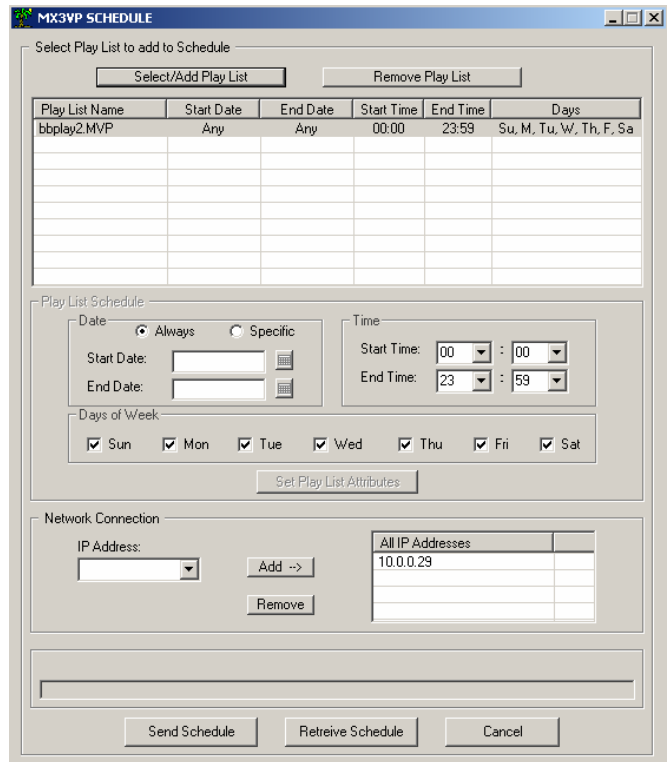 MX3VP SCHEDULE
Select Play List to add to Schedule
Select/Add Play List Remove Play List
Play List Name Start Date End Date Start Time End Time Days
bbplay2.MVP Any Any 00:00 23:59 Su, M, Tu, W, Th, F, Sa
Play List Schedule
Date Time
Always Specific
Start Date: Start Time: 00 : 00
End Date: End Time: 23 : 59
Days of Week
Sun Mon Tue Wed Thu Fri Sat
Set Play List Attributes
Network Connection
IP Address: All IP Addresses
Add --> 10.0.0.29
Remove
Send Schedule Retreive Schedule Cancel